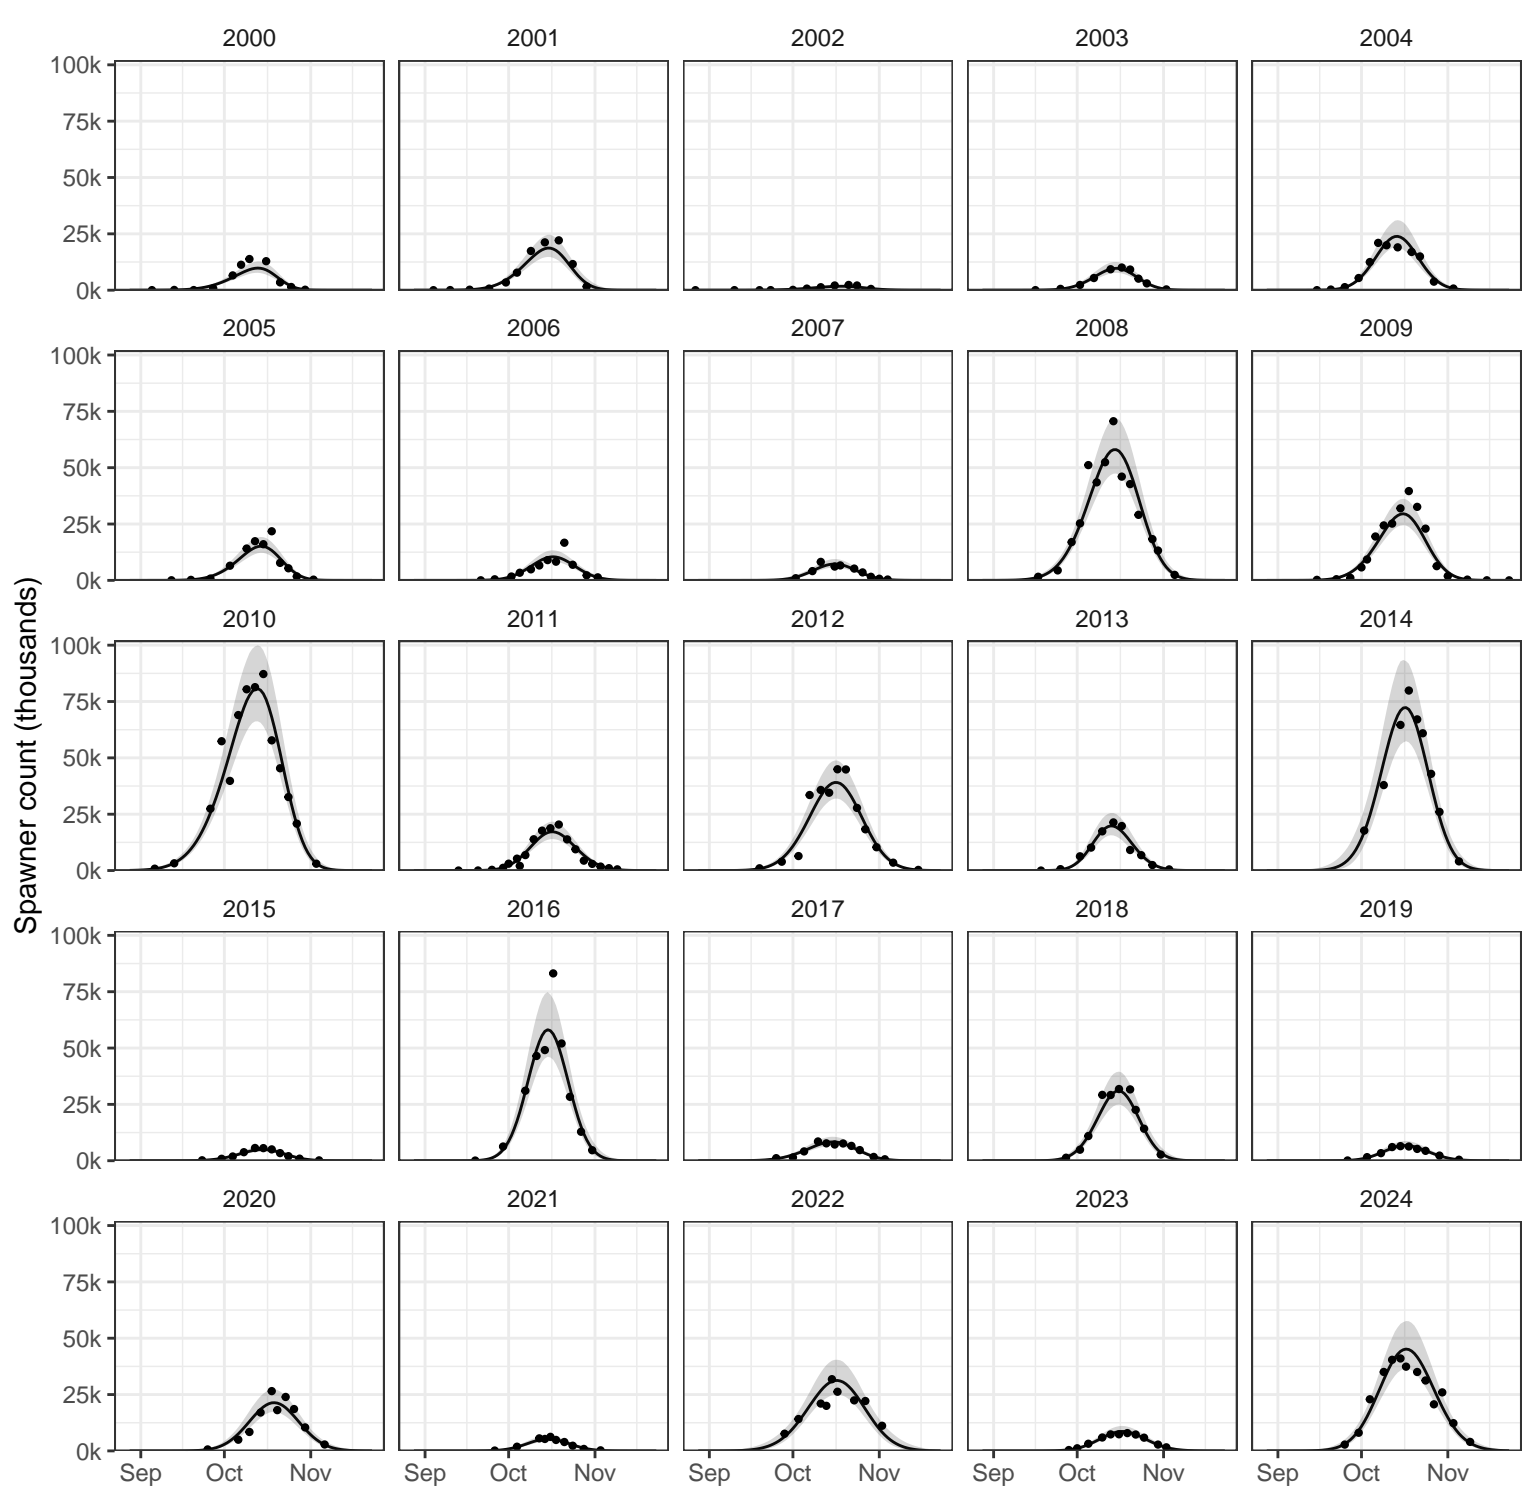 2000 2001 2002 2003 2004
100k
75k
50k
25k
0k
2005 2006 2007 2008 2009
100k
75k
50k
25k
0k
2010 2011 2012 2013 2014
100k
75k
50k
25k
0k
2015 2016 2017 2018 2019
100k
75k
50k
25k
0k
2020 2021 2022 2023 2024
100k
75k
50k
25k
0k
Sep Oct Nov Sep Oct Nov Sep Oct Nov Sep Oct Nov Sep Oct Nov
Spawner count (thousands)